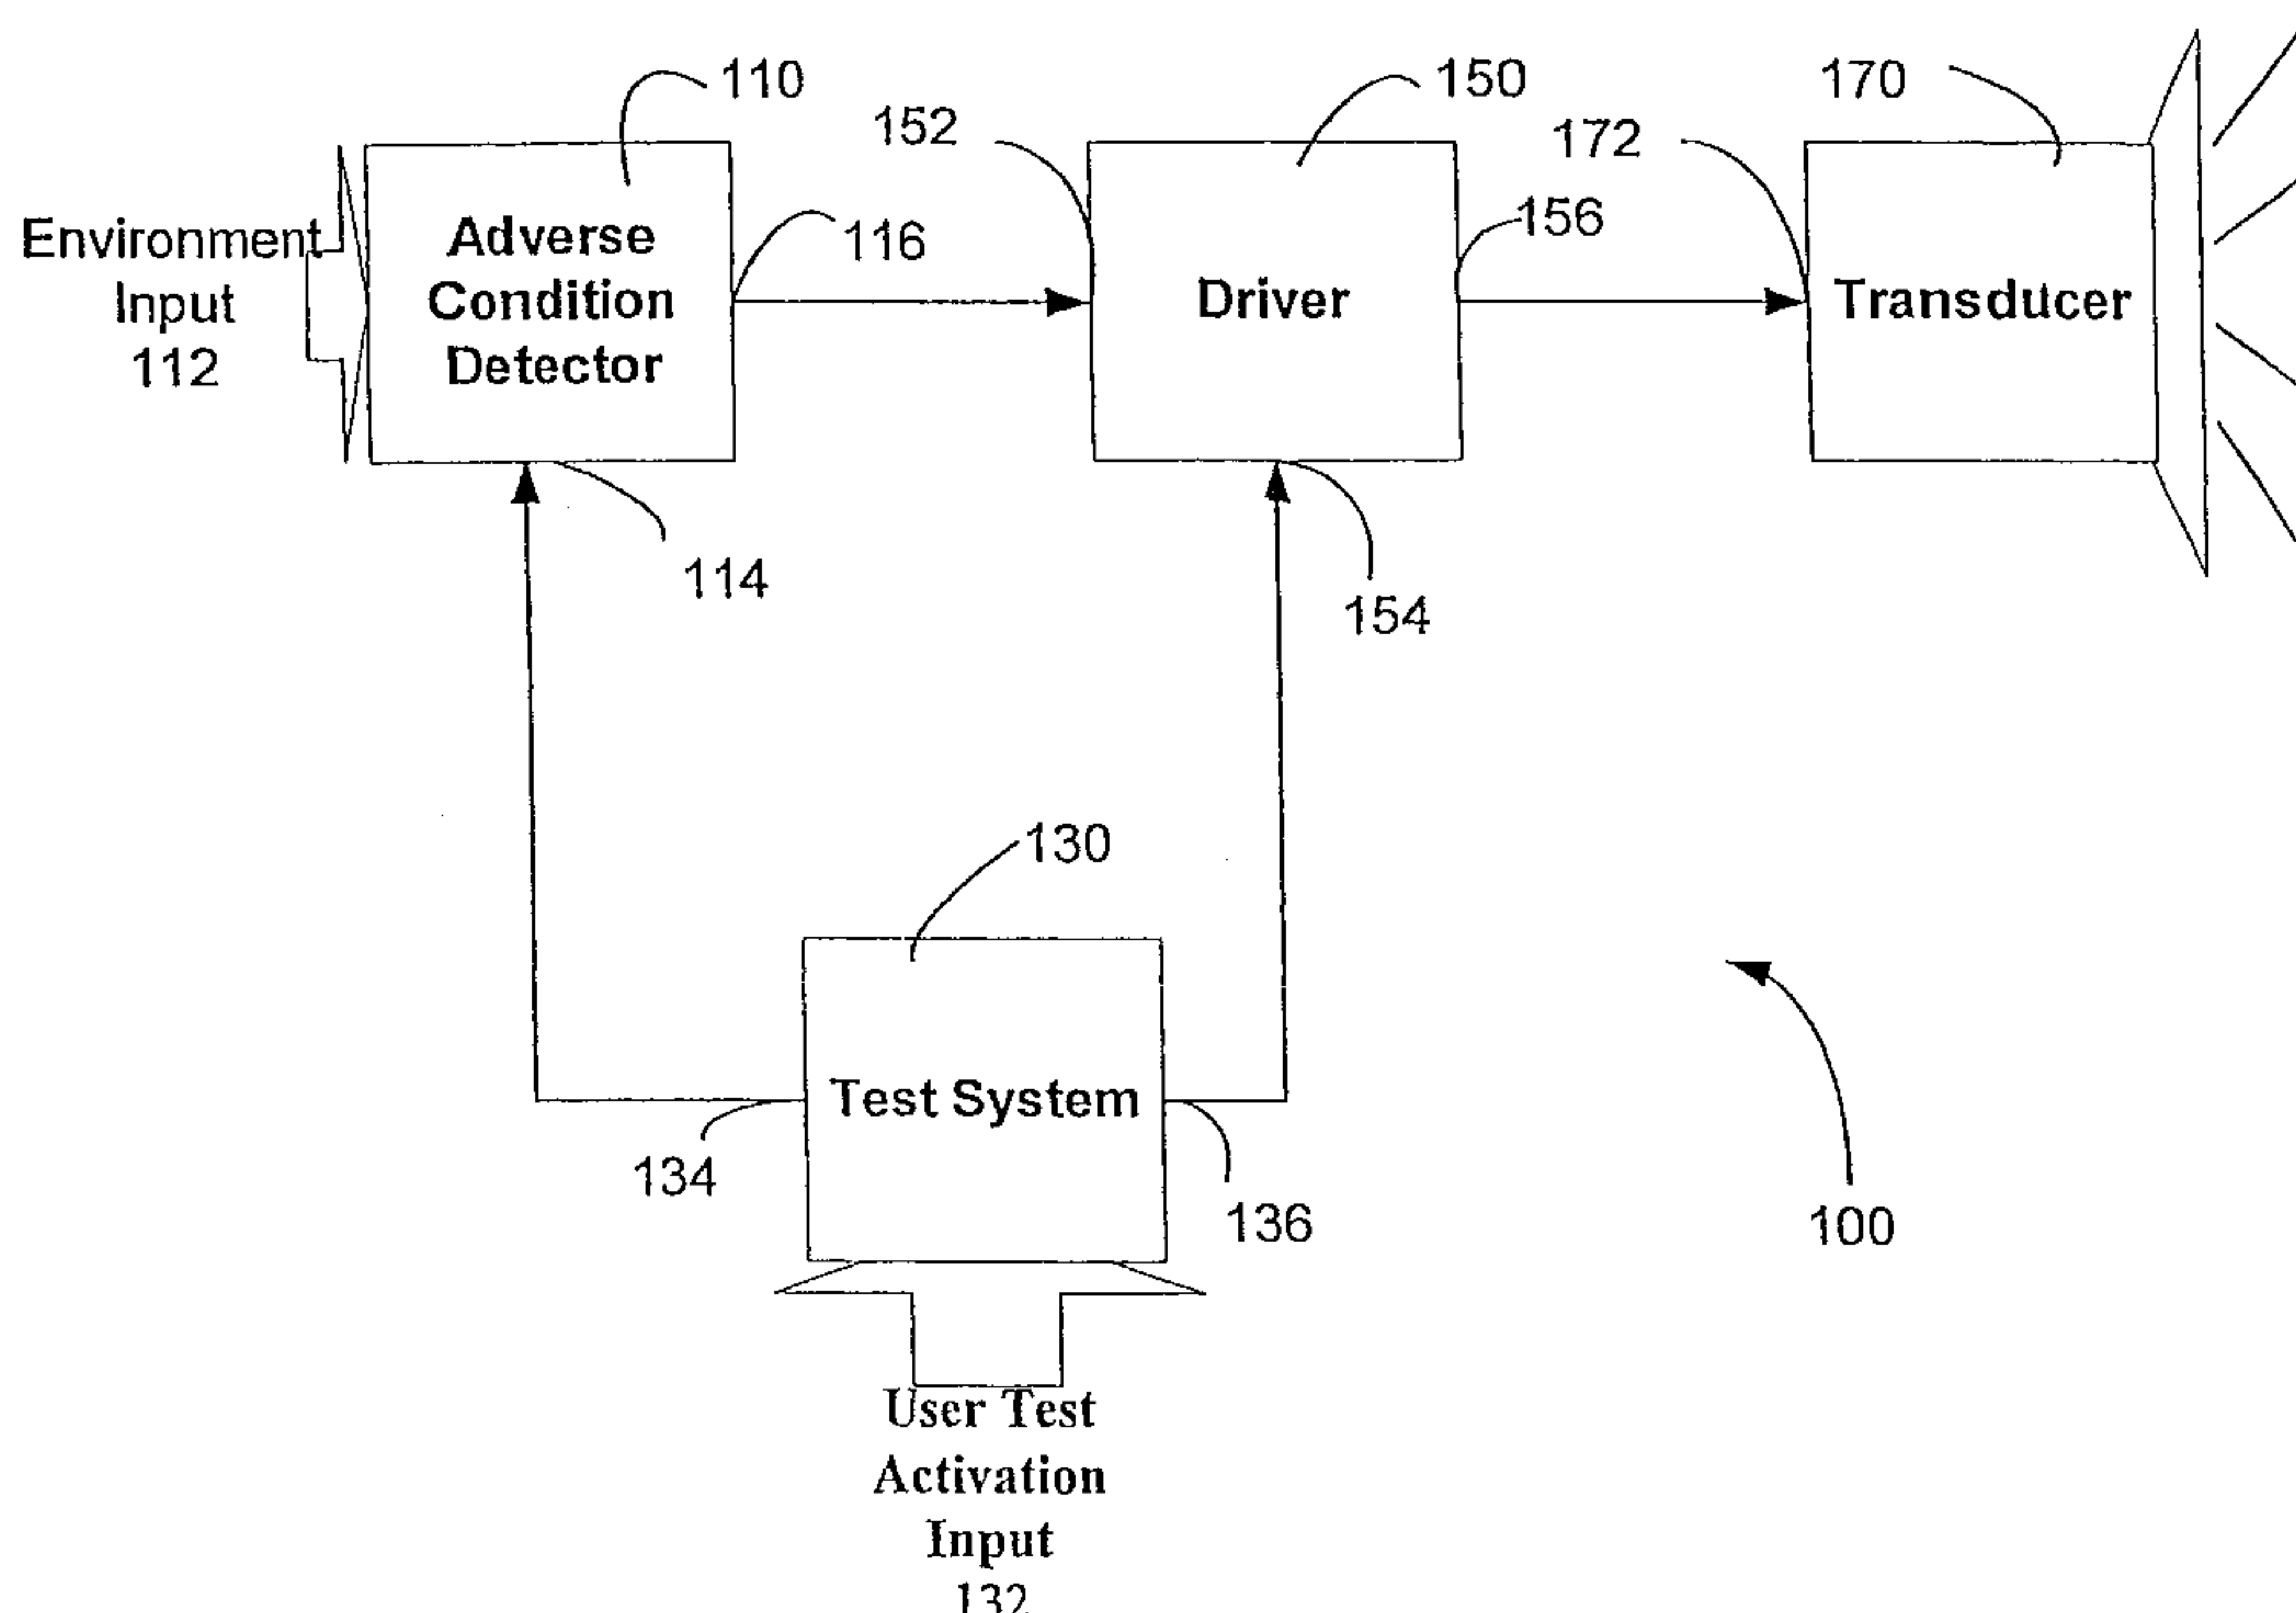 110
150
170
152
172
Environment
Input
112
Adverse
Condition
Detector
116
Driver
156
Transducer
114
154
130
Test System
134
136
100
User Test
Activation
Input
132